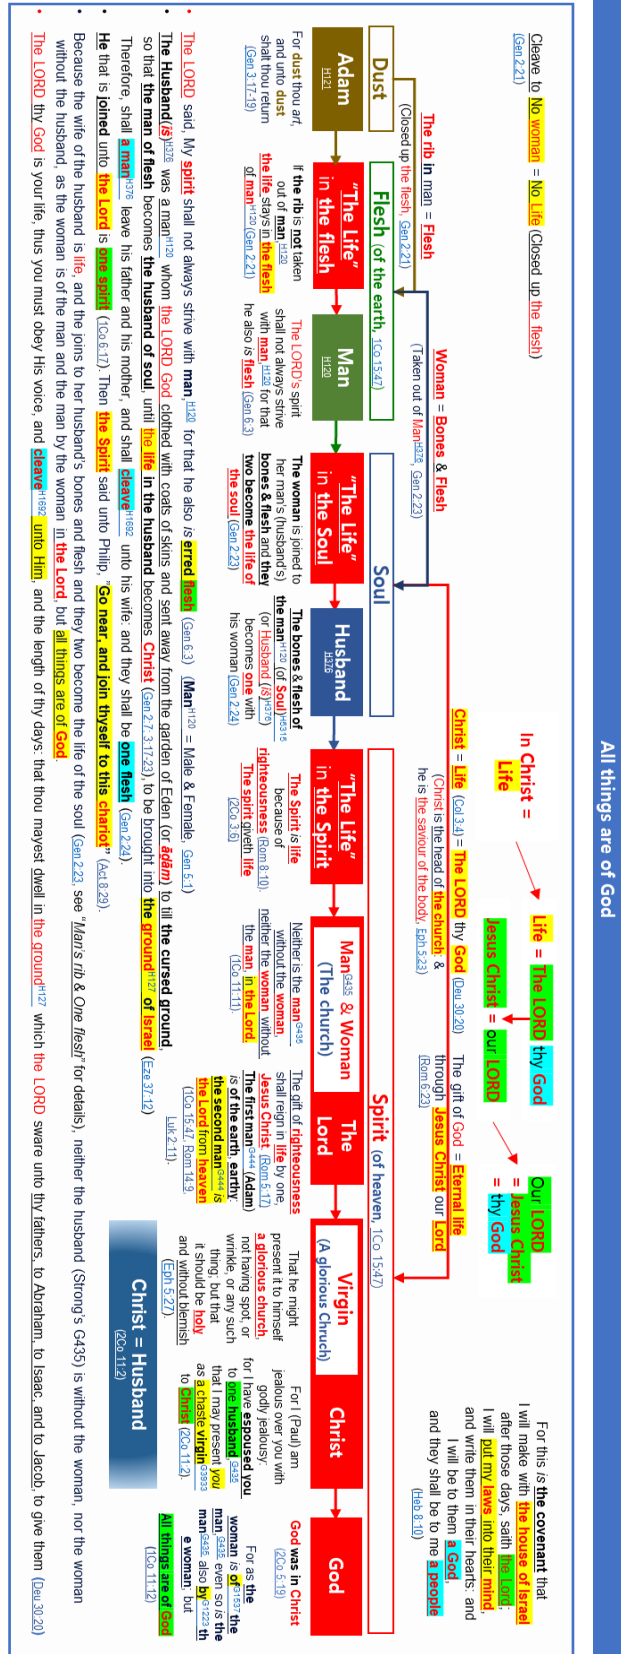 All things are of God
Cleave to No woman = No Life (Closed up the flesh)
(Gen 2:21)
The rib in man = Flesh
(Closed up the flesh, Gen 2:21)
Woman = Bones & Flesh
(Taken out of Man H376, Gen 2:23)
In Christ =
Life
Life = The LORD thy God
Jesus Christ = our LORD
Our LORD
= Jesus Christ
= thy God
Christ = Life (Col 3:4) = The LORD thy God (Deu 30:20)
(Christ is the head of the church: &
he is the saviour of the body, Eph 5:23)
The gift of God = Eternal life
through Jesus Christ our Lord
(Rom 6:23)
For this is the covenant that
I will make with the house of Israel
after those days, saith the Lord;
I will put my laws into their mind,
and write them in their hearts: and
I will be to them a God,
and they shall be to me a people
(Heb 8:10)
Dust
Flesh (of the earth, 1Co 15:47)
Soul
Spirit (of heaven, 1Co 15:47)
Adam
H121
"The Life"
in the flesh
Man
H120
"The Life"
in the Soul
Husband
H376
"The Life"
in the Spirit
Man G435 & Woman
(The church)
The
Lord
Virgin
(A glorious Chruch)
Christ
God
For dust thou art,
and unto dust
shalt thou return
(Gen 3:17-19)
If the rib is not taken
out of man, H120
the life stays in the flesh
of man H120 (Gen 2:21)
The LORD's spirit
shall not always strive
with man, H120 for that
he also is flesh (Gen 6:3)
The woman is joined to
her man's (husband's)
bones & flesh and they
two become the life of
the soul (Gen 2:23)
The bones & flesh of
the man H120 (of Soul) H5315
(or Husband (iš) H376)
becomes one with
his woman (Gen 2:24)
The Spirit is life
because of
righteousness (Rom 8:10).
The spirit giveth life
(2Co 3:6)
Neither is the man G435
without the woman,
neither the woman without
the man, in the Lord.
(1Co 11:11).
The gift of righteousness
shall reign in life by one,
Jesus Christ. (Rom 5:17)
The first man G444 (Adam)
is of the earth, earthy:
the second man G444 is
the Lord from heaven
(1Co 15:47, Rom 14:9,
Luk 2:11).
That he might
present it to himself
a glorious church,
not having spot, or
wrinkle, or any such
thing; but that
it should be holy
and without blemish
(Eph 5:27).
For I (Paul) am
jealous over you with
godly jealousy:
for I have espoused you
to one husband, G435
that I may present you
as a chaste virgin G3933
to Christ (2Co 11:2).
God was in Christ
(2Co 5:19)
For as the
woman is of G1537 the
man, G435 even so is the
man G435 also by G1223 th
e woman; but
All things are of God
(1Co 11:12)
Christ = Husband
(2Co 11:2)
• The LORD said, My spirit shall not always strive with man, H120 for that he also is erred flesh (Gen 6:3) (Man H120 = Male & Female, Gen 5:1)
• The Husband(iš) H376 was a man H120 whom the LORD God clothed with coats of skins and sent away from the garden of Eden (or ādām) to till the cursed ground,
so that the man of flesh becomes the husband of soul, until the life in the husband becomes Christ (Gen 2:7, 3:17-23), to be brought into the ground H127 of Israel (Eze 37:12)
Therefore, shall a man H376 leave his father and his mother, and shall cleave H1692 unto his wife: and they shall be one flesh (Gen 2:24).
• He that is joined unto the Lord is one spirit (1Co 6:17). Then the Spirit said unto Philip, "Go near, and join thyself to this chariot" (Act 8:29).
• Because the wife of the husband is life, and the joins to her husband's bones and flesh and they two become the life of the soul (Gen 2:23, see "Man's rib & One flesh" for details), neither the husband (Strong's G435) is without the woman, nor the woman
without the husband, as the woman is of the man and the man by the woman in the Lord, but all things are of God.
• The LORD thy God is your life, thus you must obey His voice, and cleave H1692 unto Him, and the length of thy days: that thou mayest dwell in the ground H127 which the LORD sware unto thy fathers, to Abraham, to Isaac, and to Jacob, to give them (Deu 30:20)